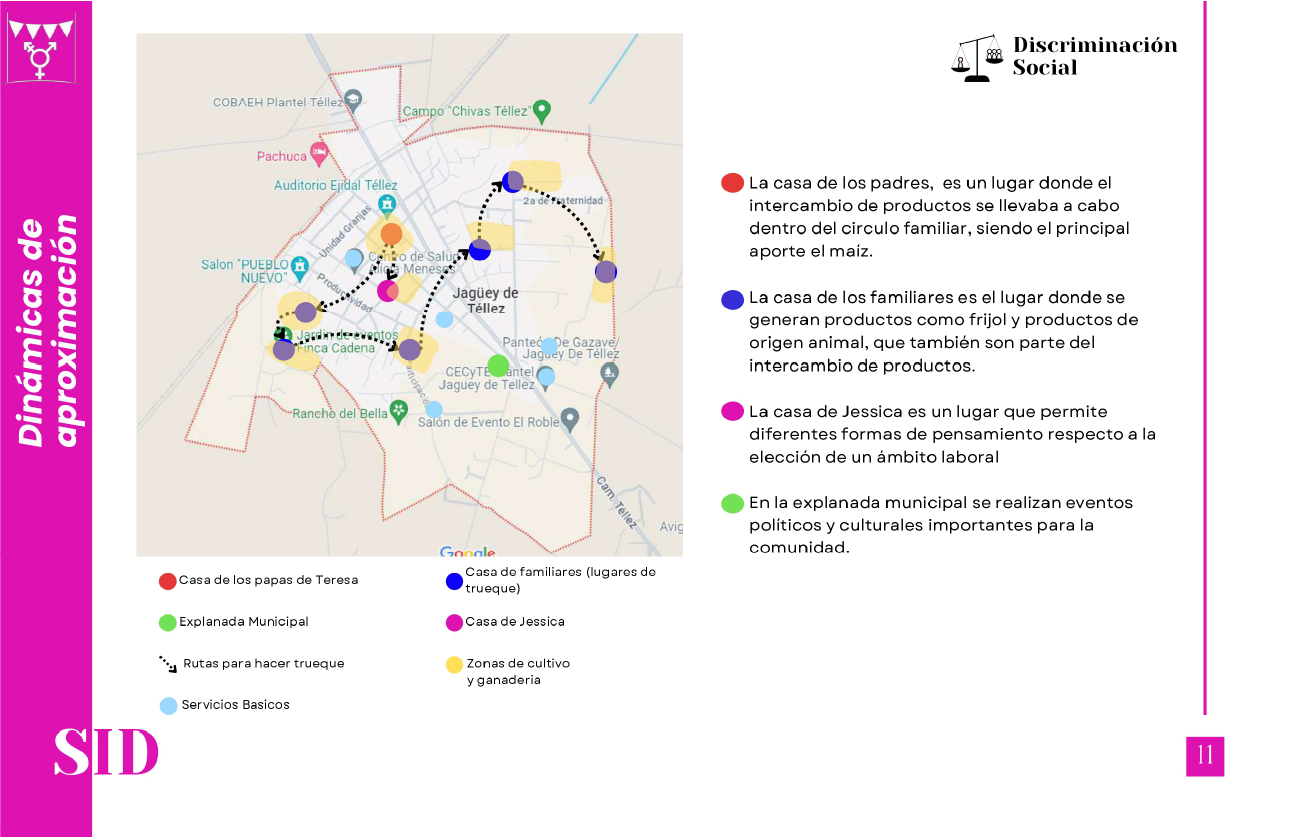 Dinámicas de
aproximación
Discriminación
Social
COBAEH Plantel Téllez
Campo "Chivas Téllez"
Pachuca
Auditorio Ejidal Téllez
2a de Fraternidad
Unidad Granjas
Centro de Salud
Alicia Meneses
Salon "PUEBLO
NUEVO"
Productividad
Jagüey de
Téllez
Jardin de eventos
Finca Cadena
Panteón De Gazave/
Jaguey De Téllez
CECyTEH Plantel
Jaguey de Tellez
Rancho del Bella
Salón de Evento El Roble
Cam. Téllez
Avig
Google
La casa de los padres, es un lugar donde el
intercambio de productos se llevaba a cabo
dentro del circulo familiar, siendo el principal
aporte el maíz.
La casa de los familiares es el lugar donde se
generan productos como frijol y productos de
origen animal, que también son parte del
intercambio de productos.
La casa de Jessica es un lugar que permite
diferentes formas de pensamiento respecto a la
elección de un ámbito laboral
En la explanada municipal se realizan eventos
políticos y culturales importantes para la
comunidad.
Casa de los papas de Teresa
Casa de familiares (lugares de
trueque)
Explanada Municipal
Casa de Jessica
Rutas para hacer trueque
Zonas de cultivo
y ganaderia
Servicios Basicos
SID
11